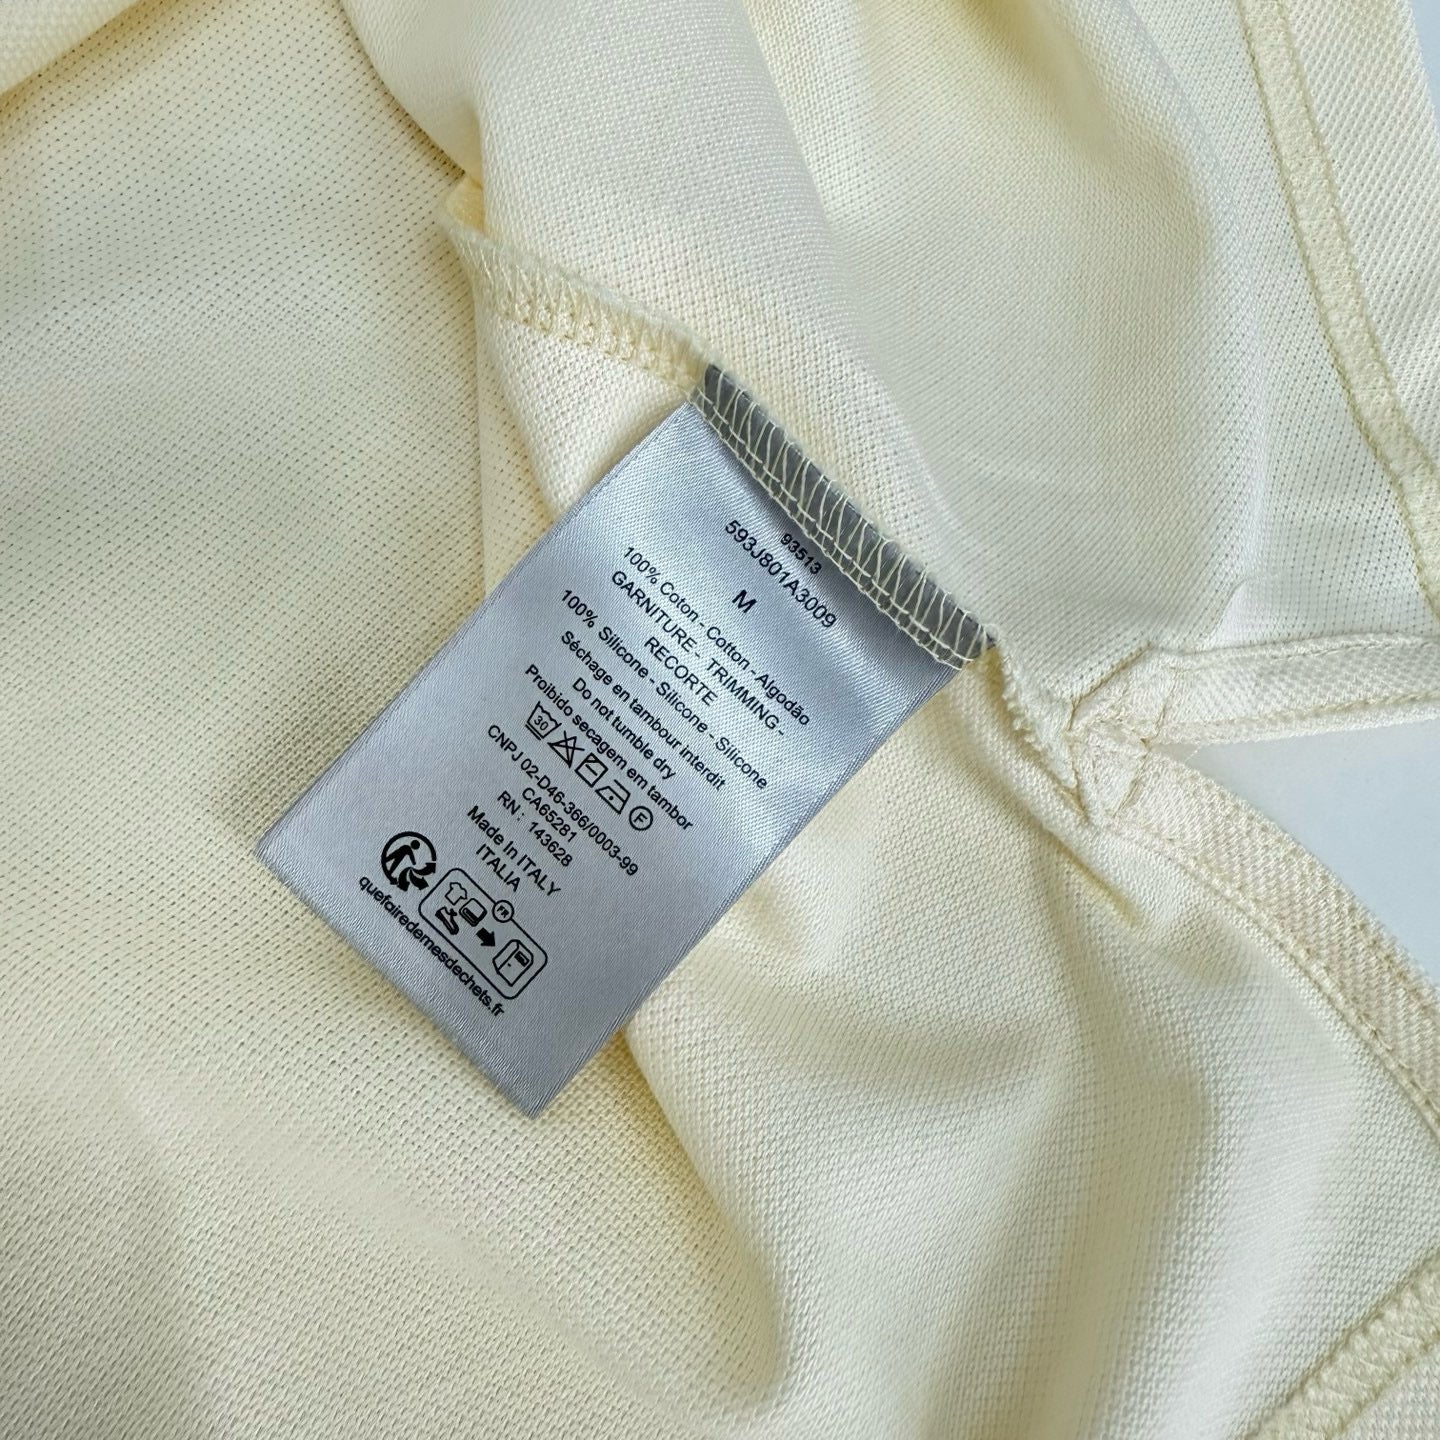 93513
593J801A3009
M
100% Coton - Cotton - Algodão
GARNITURE - TRIMMING -
RECORTE
100% Silicone - Silicone - Silicone
Séchage en tambour interdit
Do not tumble dry
Proibido secagem em tambor
30
F
CNPJ 02-D46-366/0003-99
CA65281
RN: 143628
Made In ITALY
ITALIA
FR
quefairedemesdechets.fr